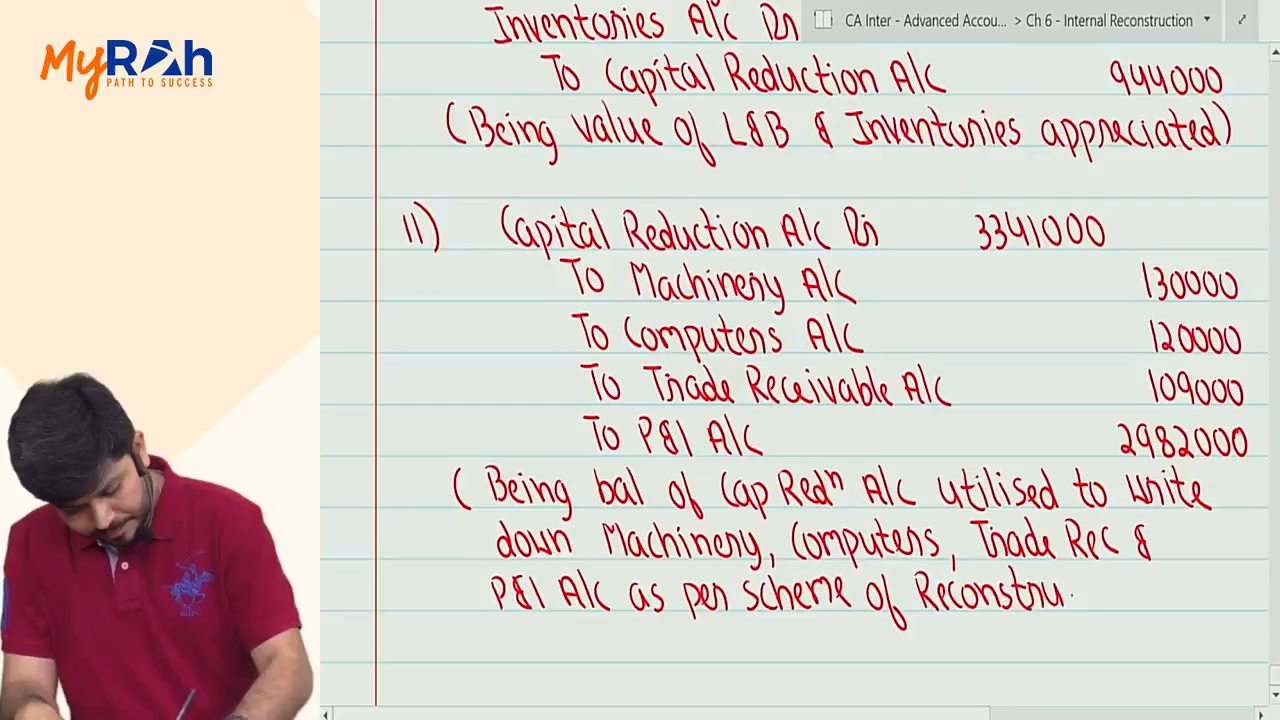 MyRAh
PATH TO SUCCESS
CA Inter - Advanced Accou... > Ch 6 - Internal Reconstruction
Inventories A/c Dr
To Capital Reduction A/c 944000
(Being value of L&B & Inventories appreciated)
11) Capital Reduction A/c Dr 3341000
To Machinery A/c 130000
To Computers A/c 120000
To Trade Receivable A/c 109000
To P&l A/c 2982000
(Being bal of Cap Redⁿ A/c utilised to write
down Machinery, Computers, Trade Rec &
P&l A/c as per scheme of Reconstru